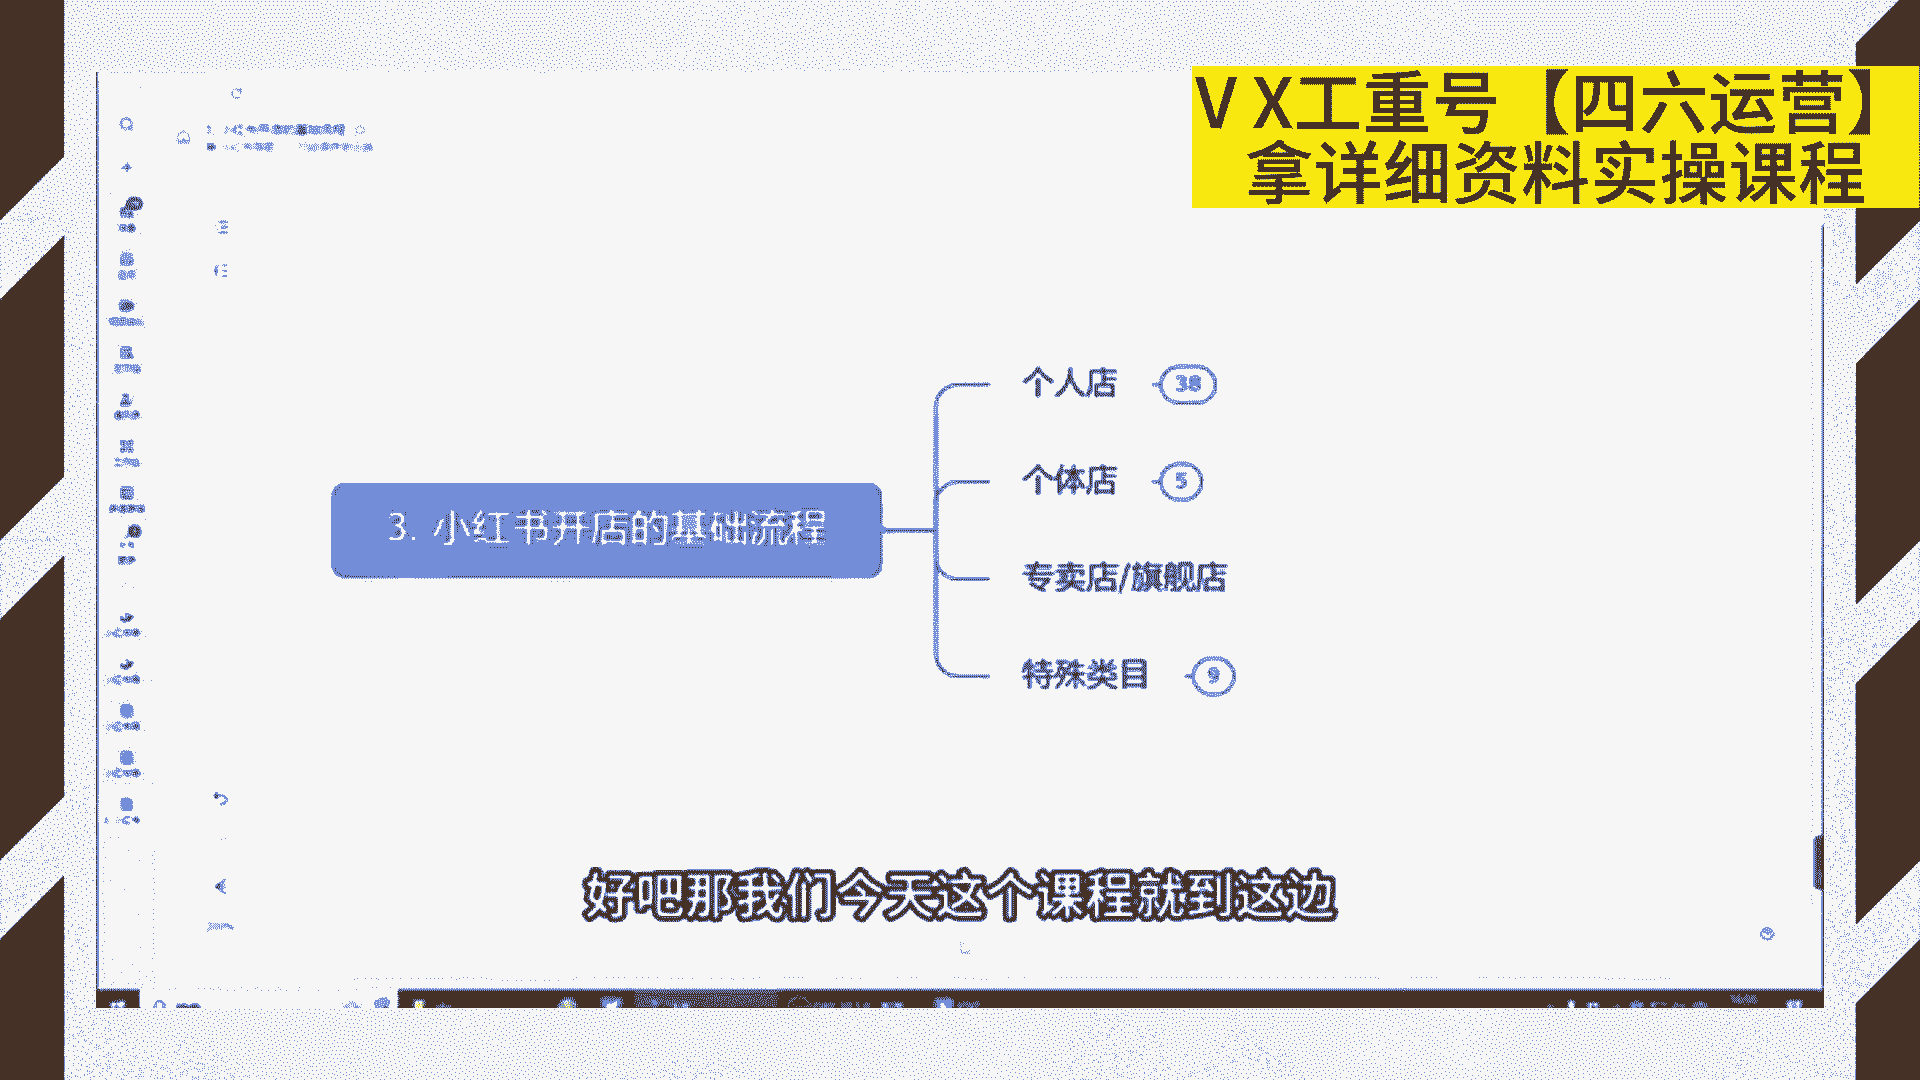 V X工重号【四六运营】
拿详细资料实操课程
个人店 38
个体店 5
3. 小红书开店的基础流程
专卖店/旗舰店
特殊类目 9
好吧那我们今天这个课程就到这边